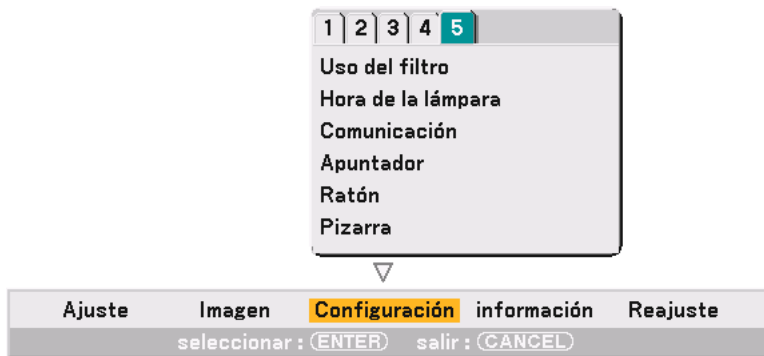 1 2 3 4 5
Uso del filtro
Hora de la lámpara
Comunicación
Apuntador
Ratón
Pizarra
Ajuste Imagen Configuración información Reajuste
seleccionar : ENTER salir : CANCEL